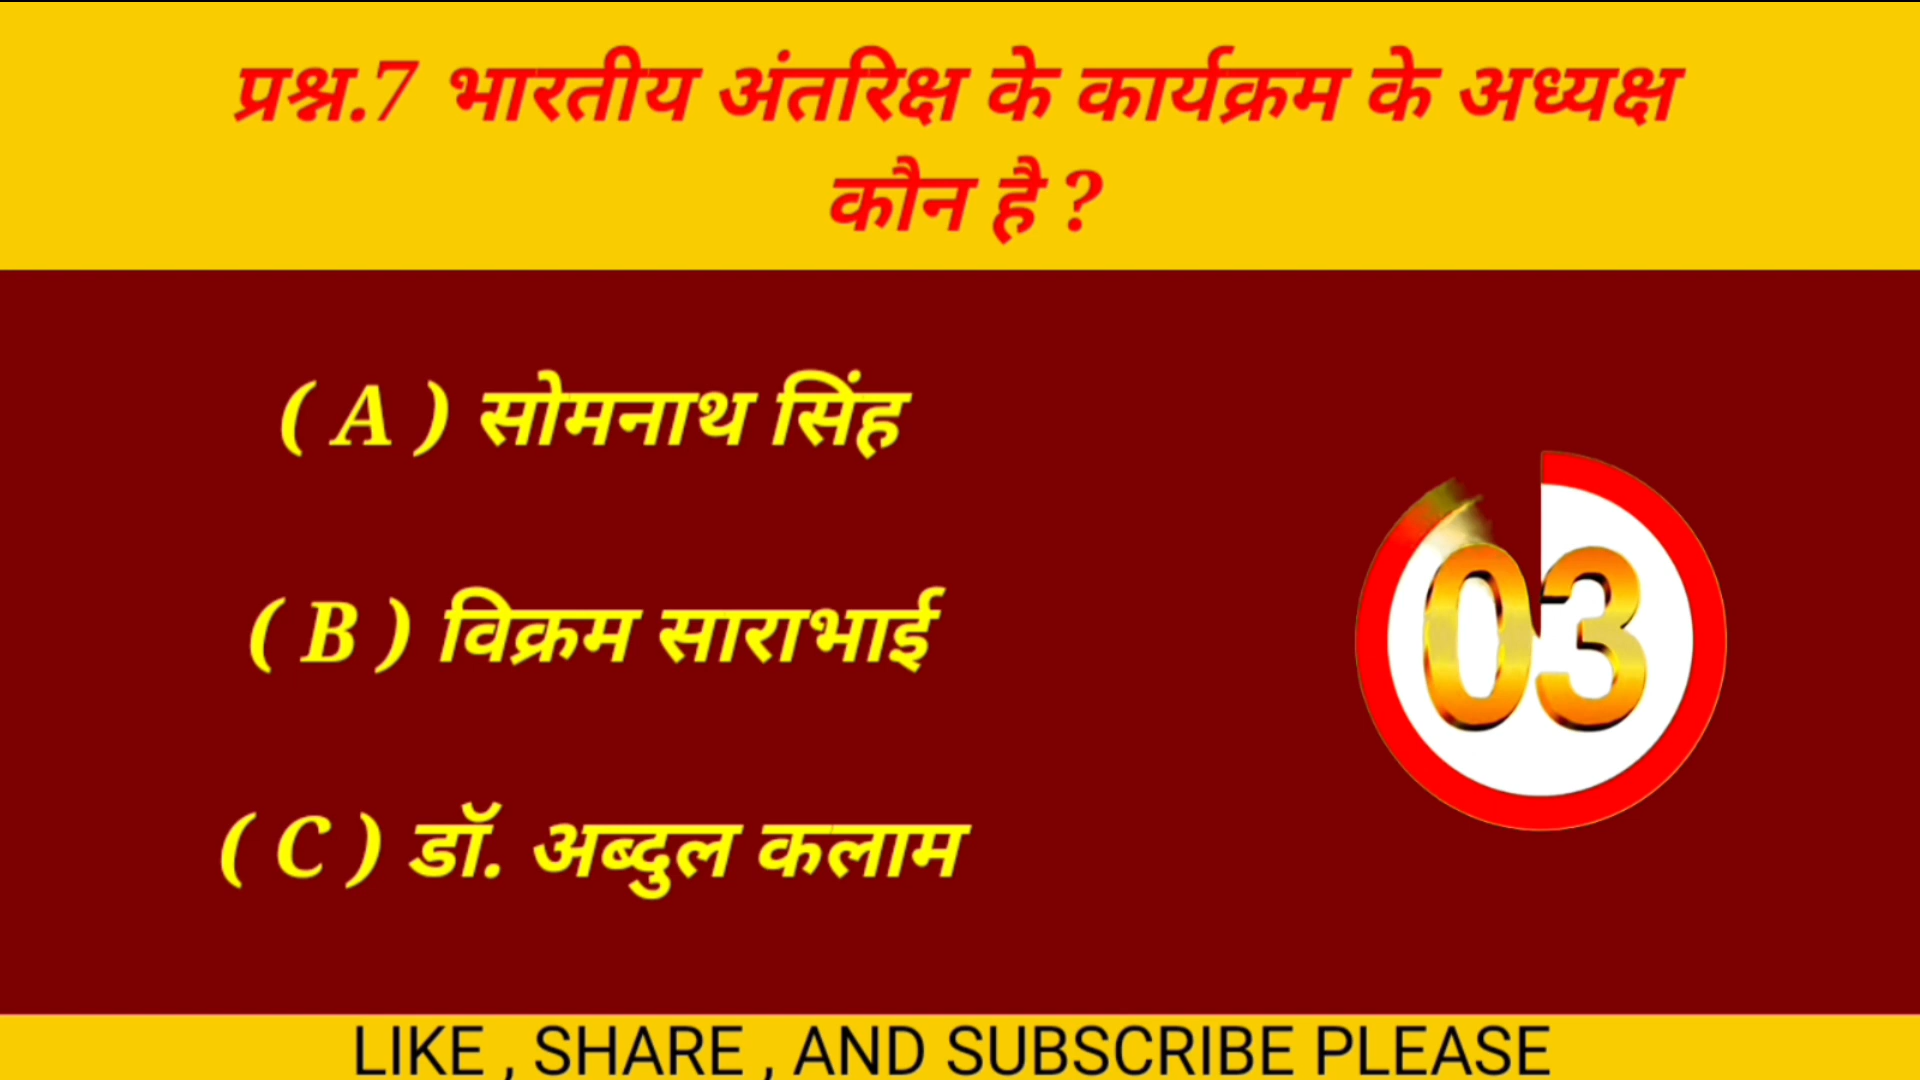 प्रश्न.7 भारतीय अंतरिक्ष के कार्यक्रम के अध्यक्ष
कौन है ?
( A ) सोमनाथ सिंह
( B ) विक्रम साराभाई
03
( C ) डॉ. अब्दुल कलाम
LIKE , SHARE , AND SUBSCRIBE PLEASE